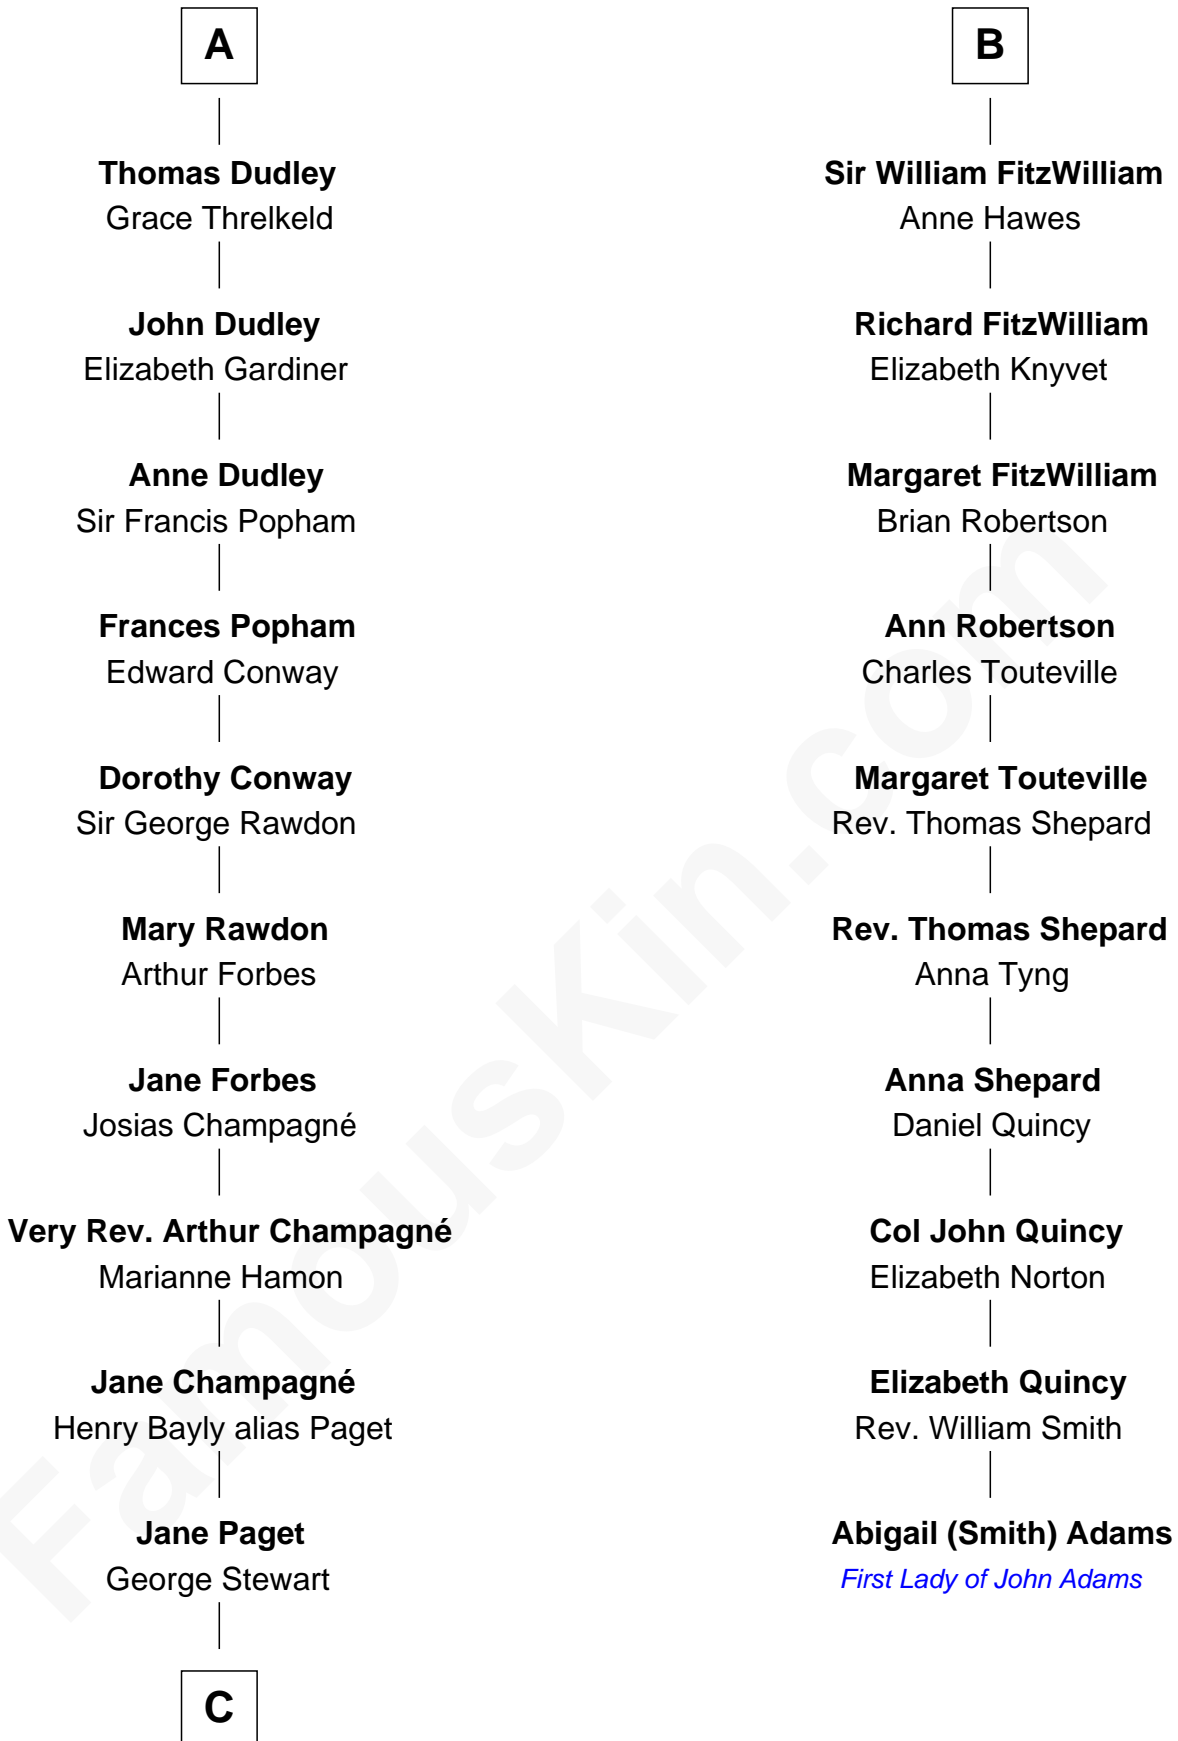 A
Thomas Dudley
Grace Threlkeld
John Dudley
Elizabeth Gardiner
Anne Dudley
Sir Francis Popham
Frances Popham
Edward Conway
Dorothy Conway
Sir George Rawdon
Mary Rawdon
Arthur Forbes
Jane Forbes
Josias Champagné
Very Rev. Arthur Champagné
Marianne Hamon
Jane Champagné
Henry Bayly alias Paget
Jane Paget
George Stewart
C
B
Sir William FitzWilliam
Anne Hawes
Richard FitzWilliam
Elizabeth Knyvet
Margaret FitzWilliam
Brian Robertson
Ann Robertson
Charles Touteville
Margaret Touteville
Rev. Thomas Shepard
Rev. Thomas Shepard
Anna Tyng
Anna Shepard
Daniel Quincy
Col John Quincy
Elizabeth Norton
Elizabeth Quincy
Rev. William Smith
Abigail (Smith) Adams
First Lady of John Adams
FamousKin.com